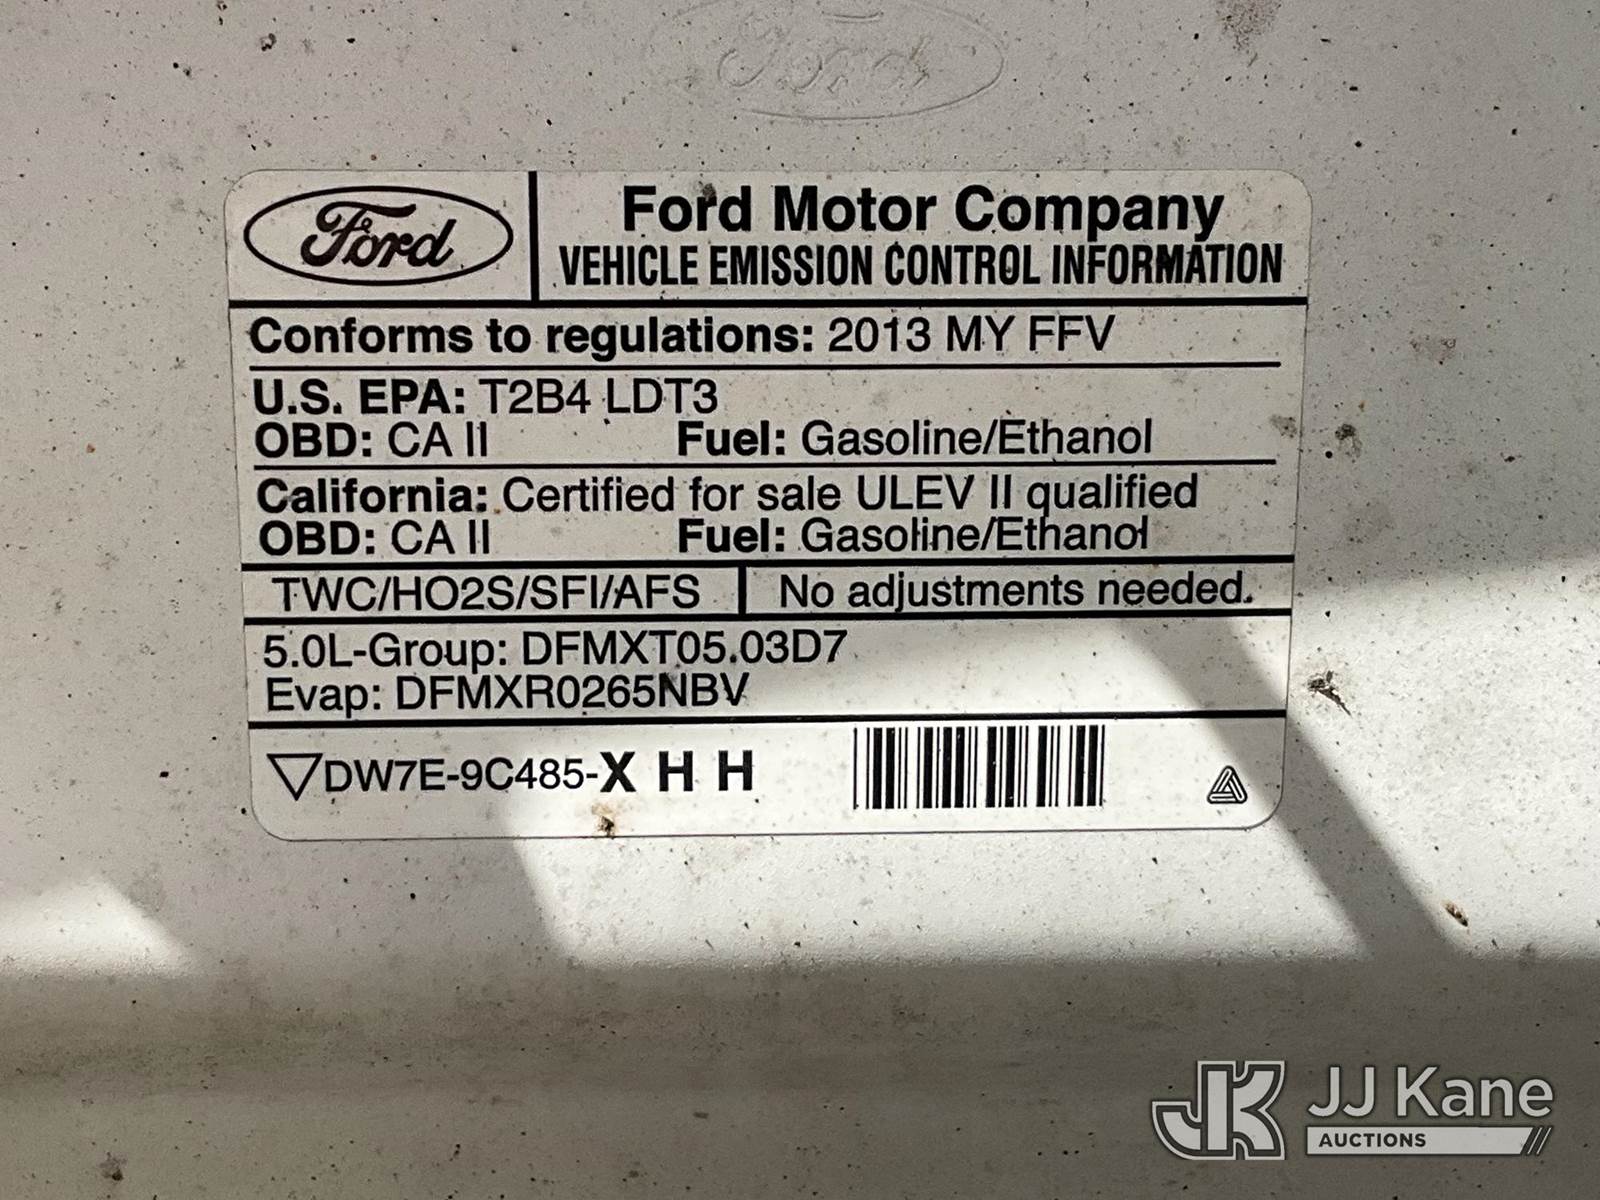 Ford
Ford
Ford Motor Company
VEHICLE EMISSION CONTROL INFORMATION
Conforms to regulations: 2013 MY FFV
U.S. EPA: T2B4 LDT3
OBD: CA II Fuel: Gasoline/Ethanol
California: Certified for sale ULEV II qualified
OBD: CA II Fuel: Gasoline/Ethanol
TWC/HO2S/SFI/AFS No adjustments needed.
5.0L-Group: DFMXT05.03D7
Evap: DFMXR0265NBV
DW7E-9C485-X H H
JK JJ Kane
AUCTIONS